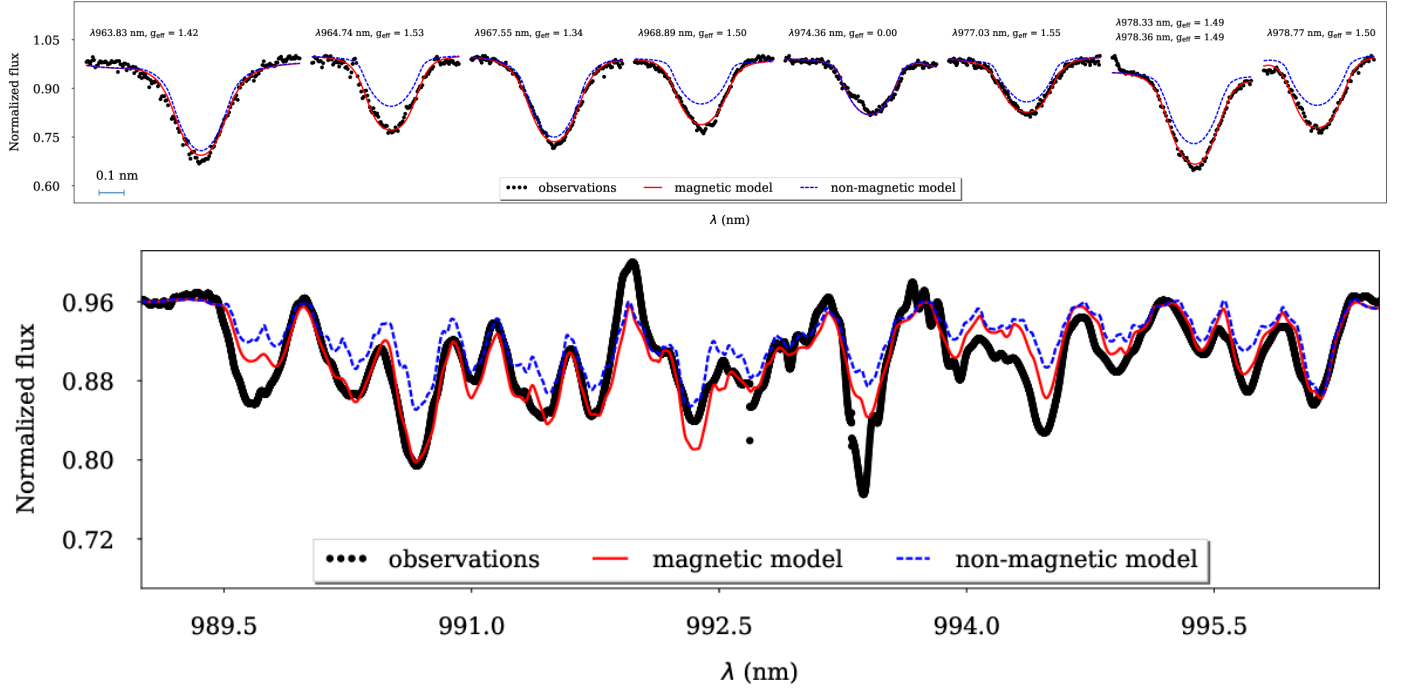 λ963.83 nm, g_eff = 1.42
λ964.74 nm, g_eff = 1.53
λ967.55 nm, g_eff = 1.34
λ968.89 nm, g_eff = 1.50
λ974.36 nm, g_eff = 0.00
λ977.03 nm, g_eff = 1.55
λ978.33 nm, g_eff = 1.49
λ978.36 nm, g_eff = 1.49
λ978.77 nm, g_eff = 1.50
Normalized flux
1.05
0.90
0.75
0.60
0.1 nm
observations
magnetic model
non-magnetic model
λ (nm)
Normalized flux
0.96
0.88
0.80
0.72
observations
magnetic model
non-magnetic model
989.5
991.0
992.5
994.0
995.5
λ (nm)